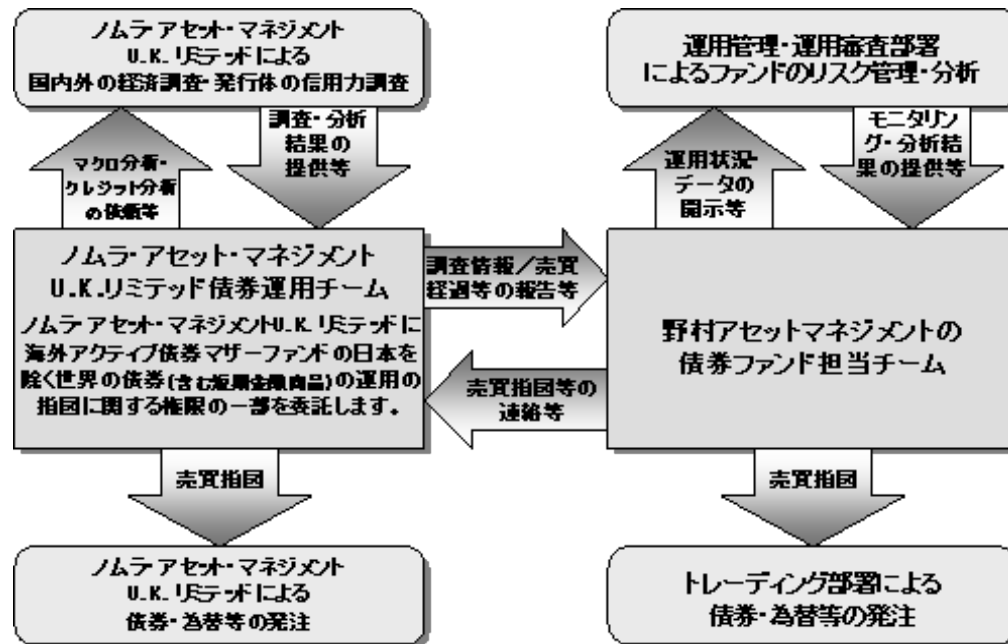 ノムラ・アセット・マネジメント
U.K.リミテッドによる
国内外の経済調査・発行体の信用力調査
運用管理・運用審査部署
によるファンドのリスク管理・分析
マクロ分析・
クレジット分析
の依頼等
調査・分析
結果の
提供等
運用状況・
データの
開示等
モニタリン
グ・分析結
果の提供等
ノムラ・アセット・マネジメント
U.K.リミテッド債券運用チーム
ノムラ・アセット・マネジメントU.K.リミテッドに
海外アクティブ債券マザーファンドの日本を
除く世界の債券(含む短期金融商品)の運用の
指図に関する権限の一部を委託します。
調査情報/売買
経過等の報告等
売買指図等の
連絡等
野村アセットマネジメントの
債券ファンド担当チーム
売買指図
売買指図
ノムラ・アセット・マネジメント
U.K.リミテッドによる
債券・為替等の発注
トレーディング部署による
債券・為替等の発注